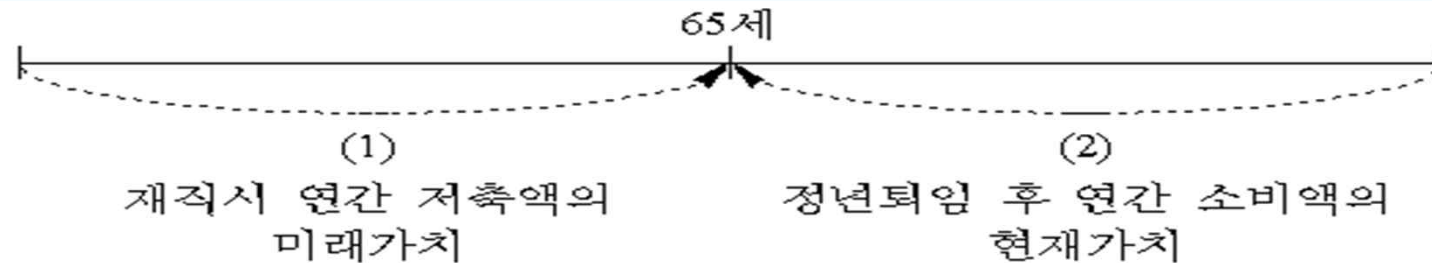 65세
(1)
재직시 연간 저축액의
미래가치
(2)
정년퇴임 후 연간 소비액의
현재가치